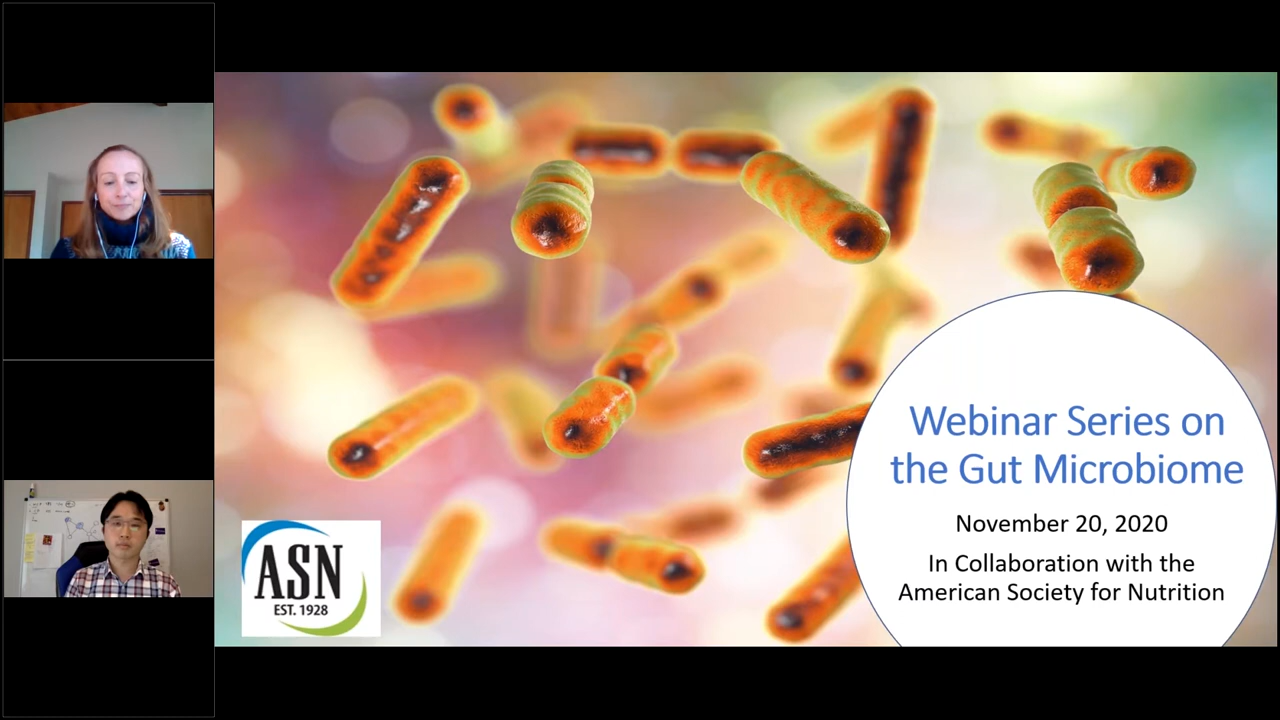 Webinar Series on
the Gut Microbiome
November 20, 2020
In Collaboration with the
American Society for Nutrition
ASN
EST. 1928